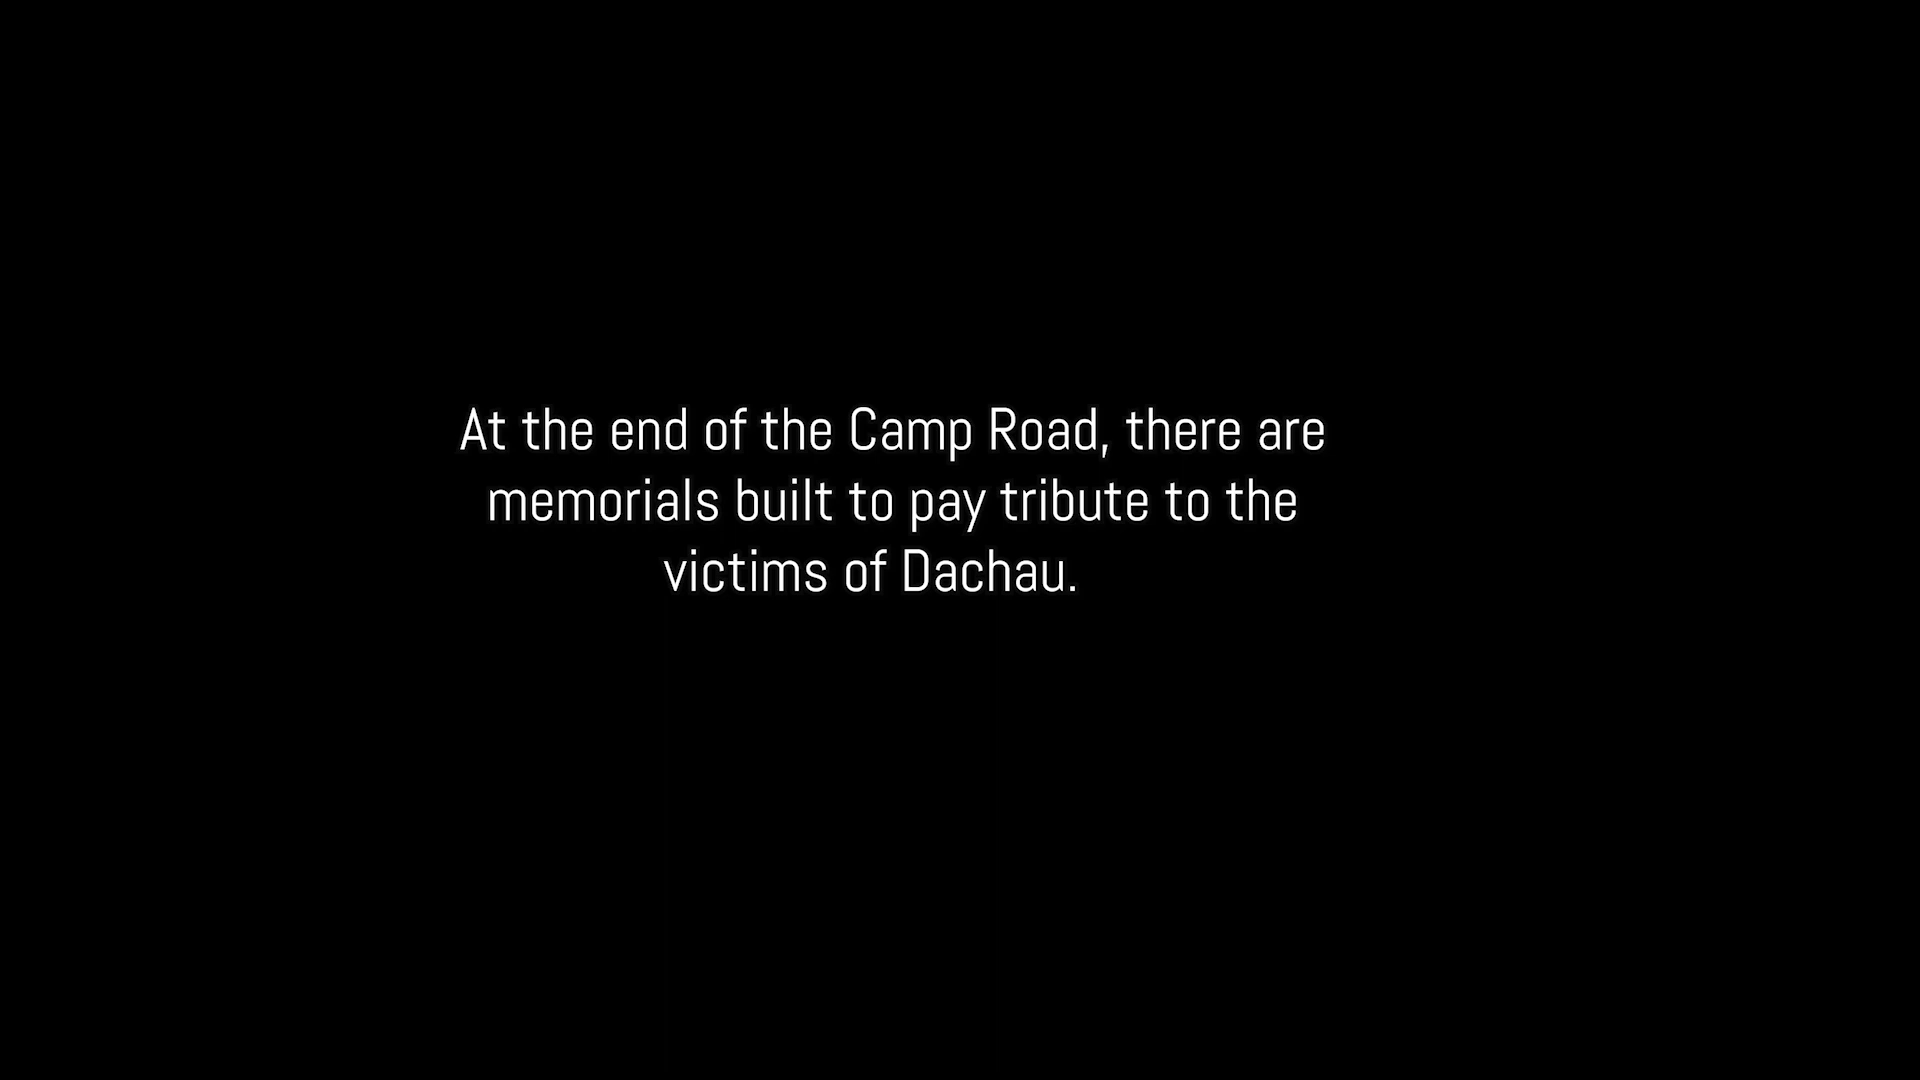 At the end of the Camp Road, there are
memorials built to pay tribute to the
victims of Dachau.